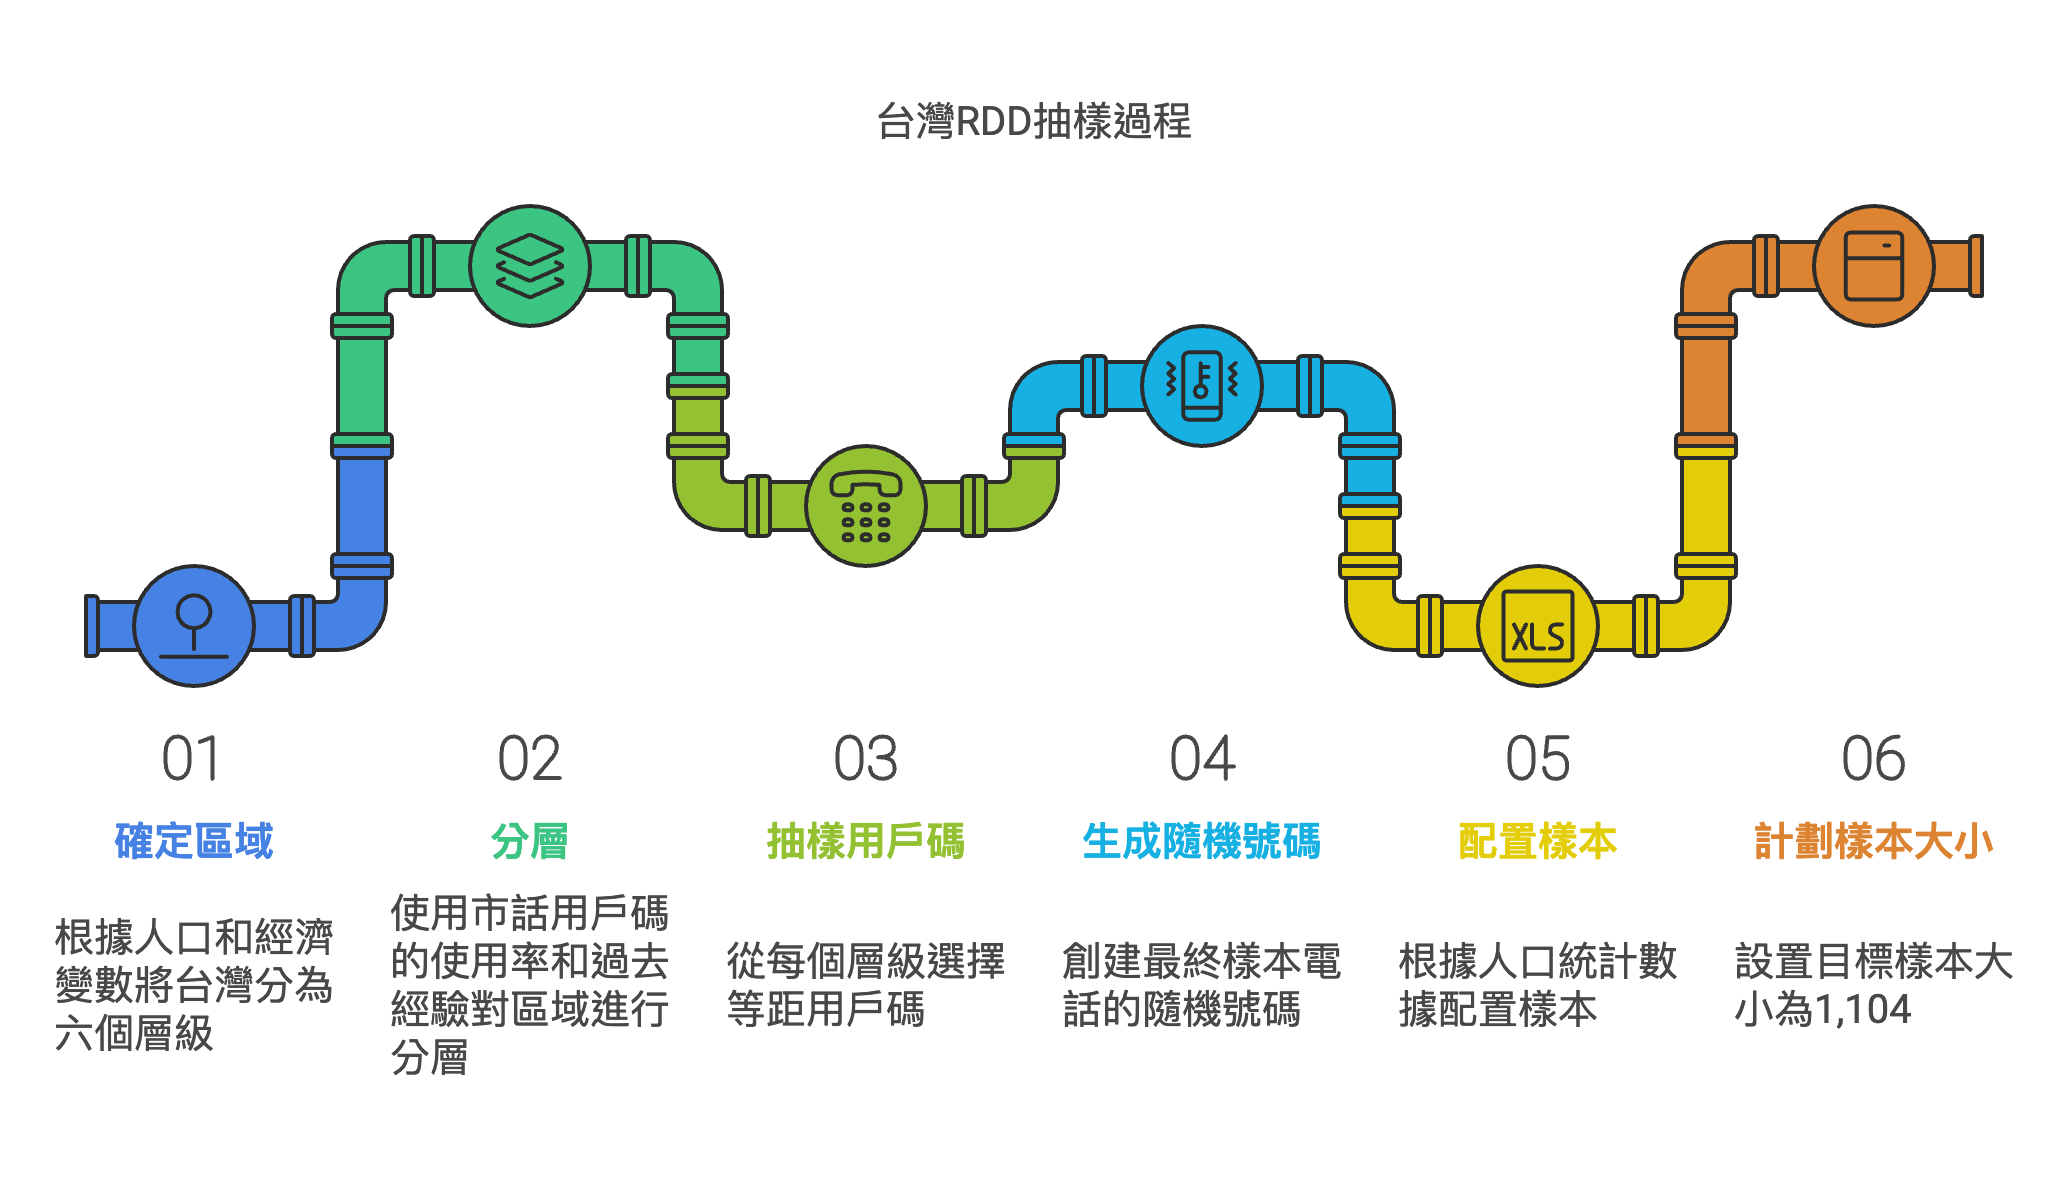 台灣RDD抽樣過程
XLS
01
確定區域
根據人口和經濟
變數將台灣分為
六個層級
02
分層
使用市話用戶碼
的使用率和過去
經驗對區域進行
分層
03
抽樣用戶碼
從每個層級選擇
等距用戶碼
04
生成隨機號碼
創建最終樣本電
話的隨機號碼
05
配置樣本
根據人口統計數
據配置樣本
06
計劃樣本大小
設置目標樣本大
小為1,104